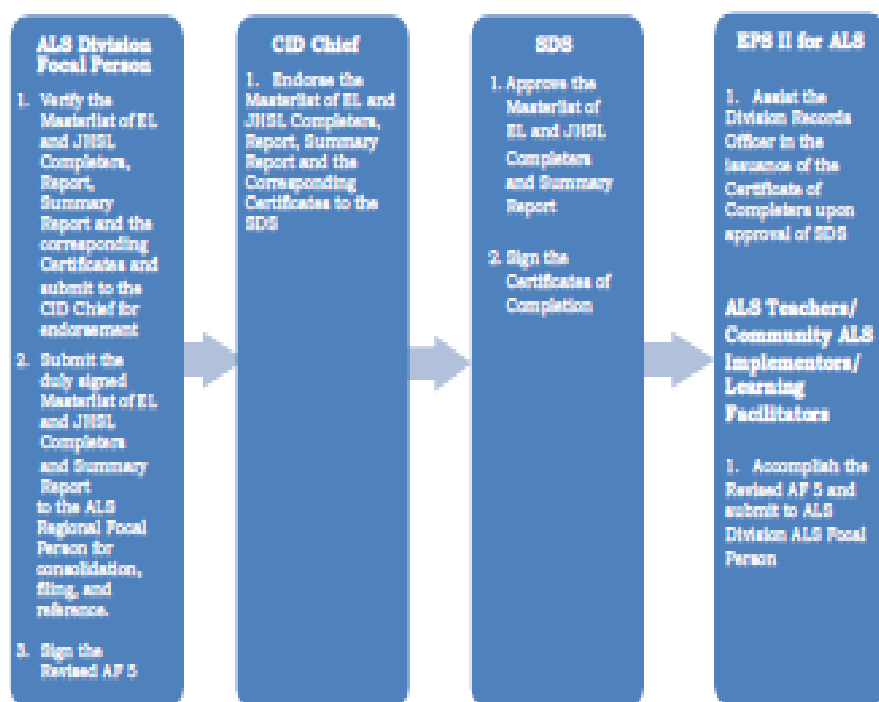 ALS Division
Focal Person
1. Verify the
Masterlist of EL
and JHSL
Completers,
Report,
Summary
Report and the
corresponding
Certificates and
submit to the
CID Chief for
endorsement
2. Submit the
duly signed
Masterlist of EL
and JHSL
Completers
and Summary
Report
to the ALS
Regional Focal
Person for
consolidation,
filing, and
reference.
3. Sign the
Revised AF 5
CID Chief
1. Endorse the
Masterlist of EL and
JHSL Completers,
Report, Summary
Report and the
Corresponding
Certificates to the
SDS
SDS
1. Approve the
Masterlist of
EL and JHSL
Completers
and Summary
Report
2. Sign the
Certificates of
Completion
EPS II for ALS
1. Assist the
Division Records
Officer in the
issuance of the
Certificate of
Completers upon
approval of SDS
ALS Teachers/
Community ALS
Implementors/
Learning
Facilitators
1. Accomplish the
Revised AF 5 and
submit to ALS
Division ALS Focal
Person